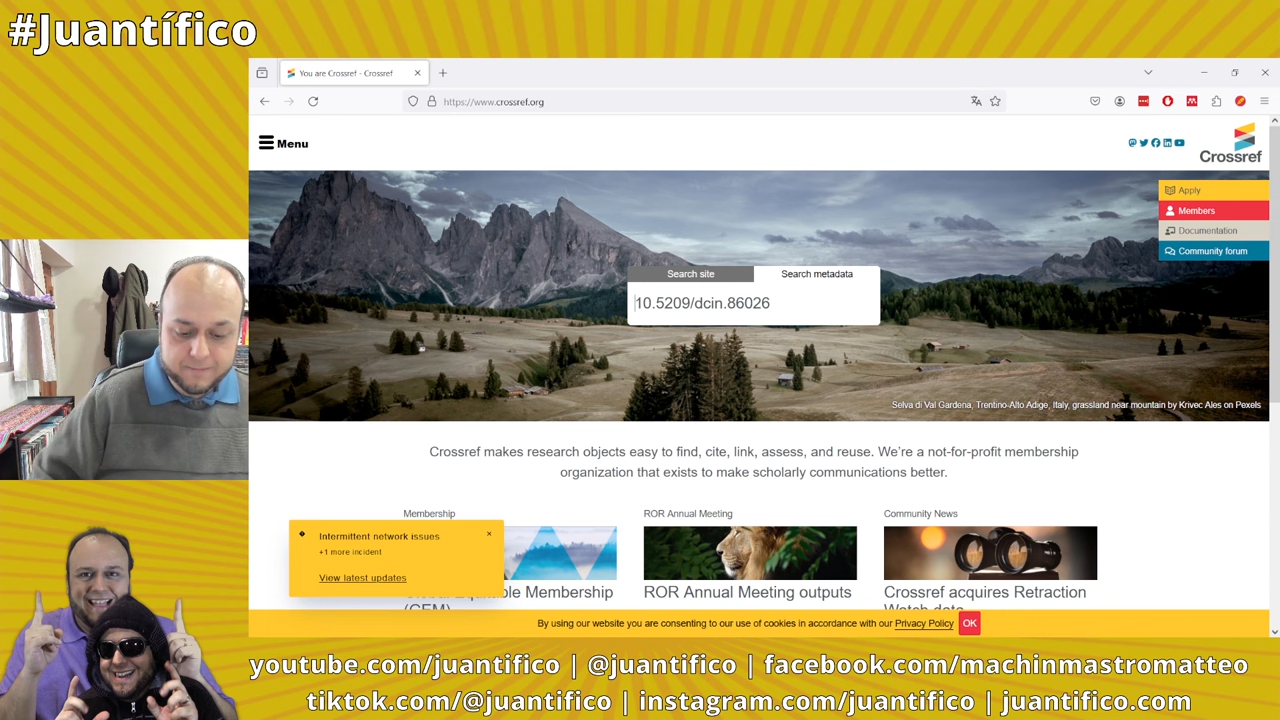 #Juantífico
You are Crossref - Crossref
https://www.crossref.org
Menu
Crossref
Apply
Members
Documentation
Community forum
Search site
Search metadata
10.5209/dcin.86026
Selva di Val Gardena, Trentino-Alto Adige, Italy, grassland near mountain by Krivec Ales on Pexels
Crossref makes research objects easy to find, cite, link, assess, and reuse. We’re a not-for-profit membership
organization that exists to make scholarly communications better.
Membership
ROR Annual Meeting
Community News
Intermittent network issues
+1 more incident
View latest updates
Membership
(GEM)
ROR Annual Meeting outputs
Crossref acquires Retraction
Watch data
By using our website you are consenting to our use of cookies in accordance with our Privacy Policy
OK
youtube.com/juantifico | @juantifico | facebook.com/machinmastromatteo
tiktok.com/@juantifico | instagram.com/juantifico | juantifico.com